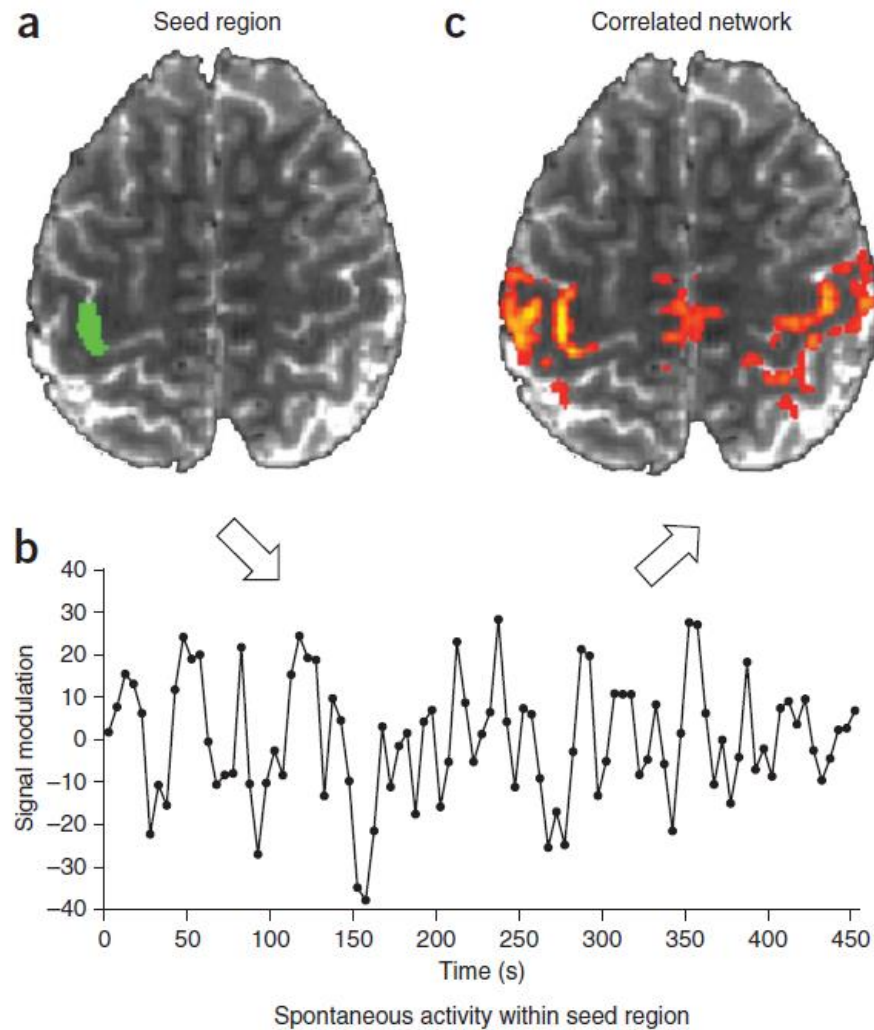 a
Seed region
c
Correlated network
b
40
30
20
10
0
–10
–20
–30
–40
Signal modulation
0 50 100 150 200 250 300 350 400 450
Time (s)
Spontaneous activity within seed region